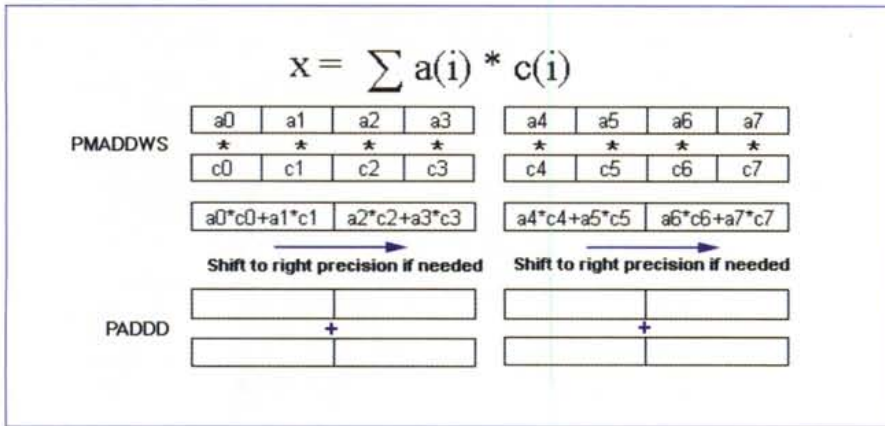 x = ∑ a(i) * c(i)
a0 a1 a2 a3 a4 a5 a6 a7
PMADDWS * * * * * * * *
c0 c1 c2 c3 c4 c5 c6 c7
a0*c0+a1*c1 a2*c2+a3*c3 a4*c4+a5*c5 a6*c6+a7*c7
Shift to right precision if needed Shift to right precision if needed
PADDD + +